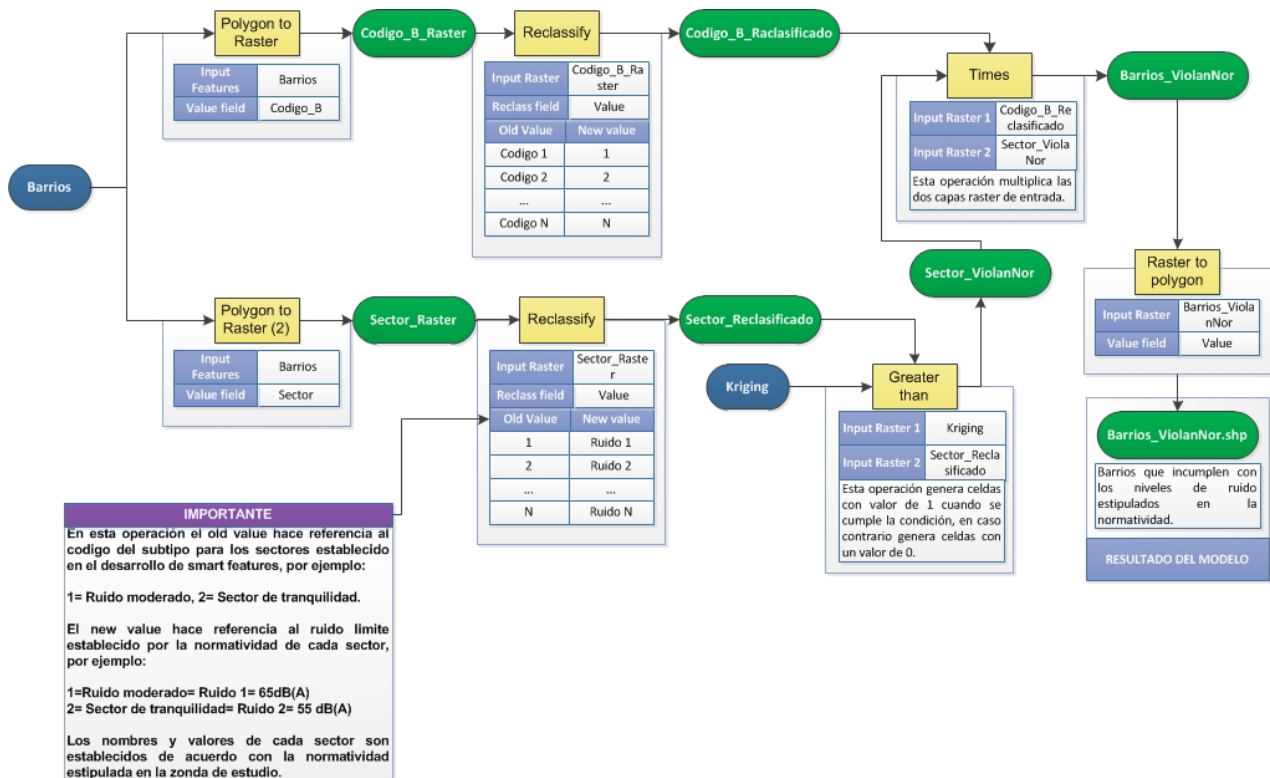 Polygon to
Raster
Input
Features
Barrios
Value field
Codigo_B
Codigo_B_Raster
Reclassify
Input Raster
Codigo_B_Ra
ster
Reclass field
Value
Old Value
New value
Codigo 1
1
Codigo 2
2
...
...
Codigo N
N
Codigo_B_Raclasificado
Times
Input Raster 1
Codigo_B_Re
clasificado
Input Raster 2
Sector_Viola
Nor
Esta operación multiplica las
dos capas raster de entrada.
Barrios_ViolanNor
Barrios
Polygon to
Raster (2)
Input
Features
Barrios
Value field
Sector
Sector_Raster
Reclassify
Input Raster
Sector_Raste
r
Reclass field
Value
Old Value
New value
1
Ruido 1
2
Ruido 2
...
...
N
Ruido N
Sector_Reclasificado
Kriging
Sector_ViolanNor
Greater
than
Input Raster 1
Kriging
Input Raster 2
Sector_Recla
sificado
Esta operación genera celdas
con valor de 1 cuando se
cumple la condición, en caso
contrario genera celdas con
un valor de 0.
Raster to
polygon
Input Raster
Barrios_Viola
nNor
Value field
Value
Barrios_ViolanNor.shp
Barrios que incumplen con
los niveles de ruido
estipulados en la
normatividad.
RESULTADO DEL MODELO
IMPORTANTE
En esta operación el old value hace referencia al
codigo del subtipo para los sectores establecido
en el desarrollo de smart features, por ejemplo:
1= Ruido moderado, 2= Sector de tranquilidad.
El new value hace referencia al ruido limite
establecido por la normatividad de cada sector,
por ejemplo:
1=Ruido moderado= Ruido 1= 65dB(A)
2= Sector de tranquilidad= Ruido 2= 55 dB(A)
Los nombres y valores de cada sector son
establecidos de acuerdo con la normatividad
estipulada en la zonda de estudio.